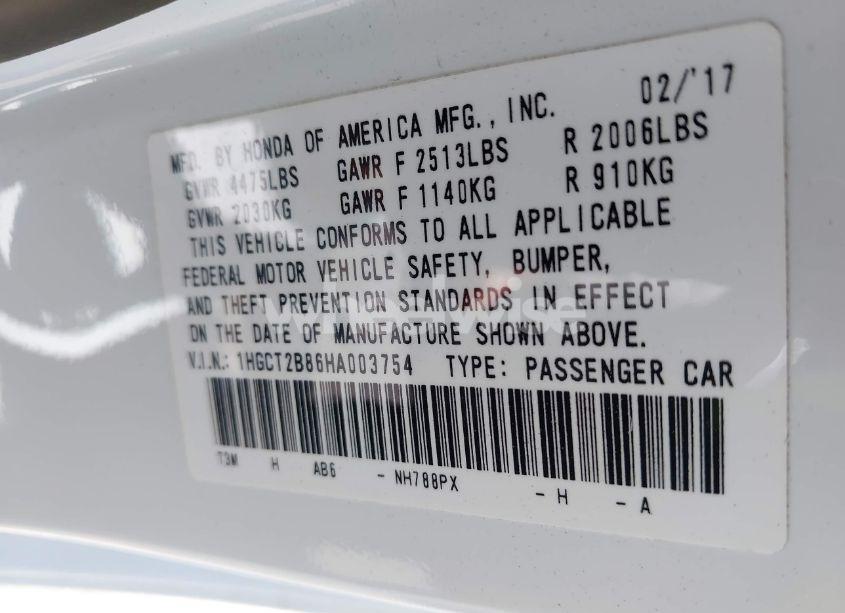 02/'17
MFD. BY HONDA OF AMERICA MFG., INC.
GVWR 4475LBS GAWR F 2513LBS R 2006LBS
GVWR 2030KG GAWR F 1140KG R 910KG
THIS VEHICLE CONFORMS TO ALL APPLICABLE
FEDERAL MOTOR VEHICLE SAFETY, BUMPER,
AND THEFT PREVENTION STANDARDS IN EFFECT
ON THE DATE OF MANUFACTURE SHOWN ABOVE.
V.I.N.: 1HGCT2B86HA003754 TYPE: PASSENGER CAR
T3M H AB6 - NH788PX - H - A